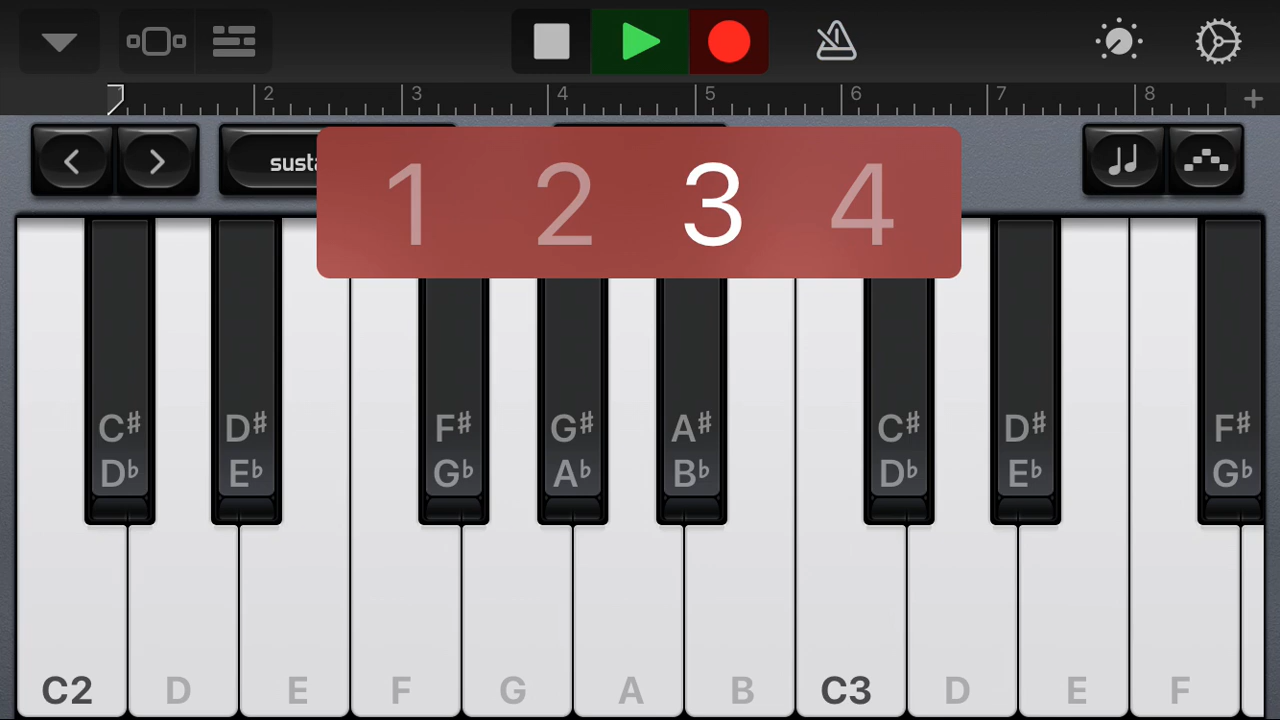 2 3 4 5 6 7 8
susta
1 2 3 4
C♯ D♯ F♯ G♯ A♯ C♯ D♯ F♯
D♭ E♭ G♭ A♭ B♭ D♭ E♭ G♭
C2 D E F G A B C3 D E F